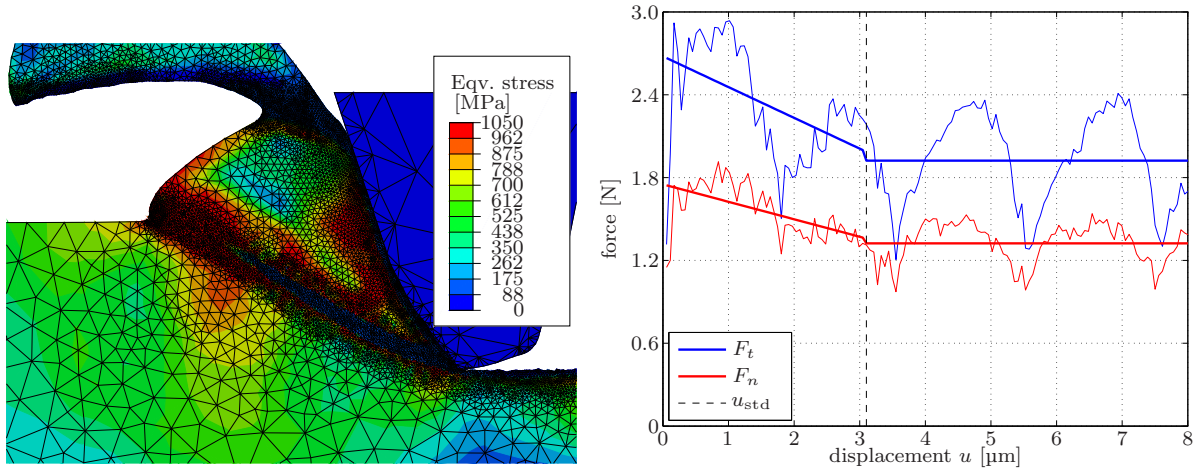 Eqv. stress
[MPa]
1050
962
875
788
700
612
525
438
350
262
175
88
0
3.0
2.4
1.8
1.2
0.6
0
force [N]
F_t
F_n
u_std
0 1 2 3 4 5 6 7 8
displacement u [µm]